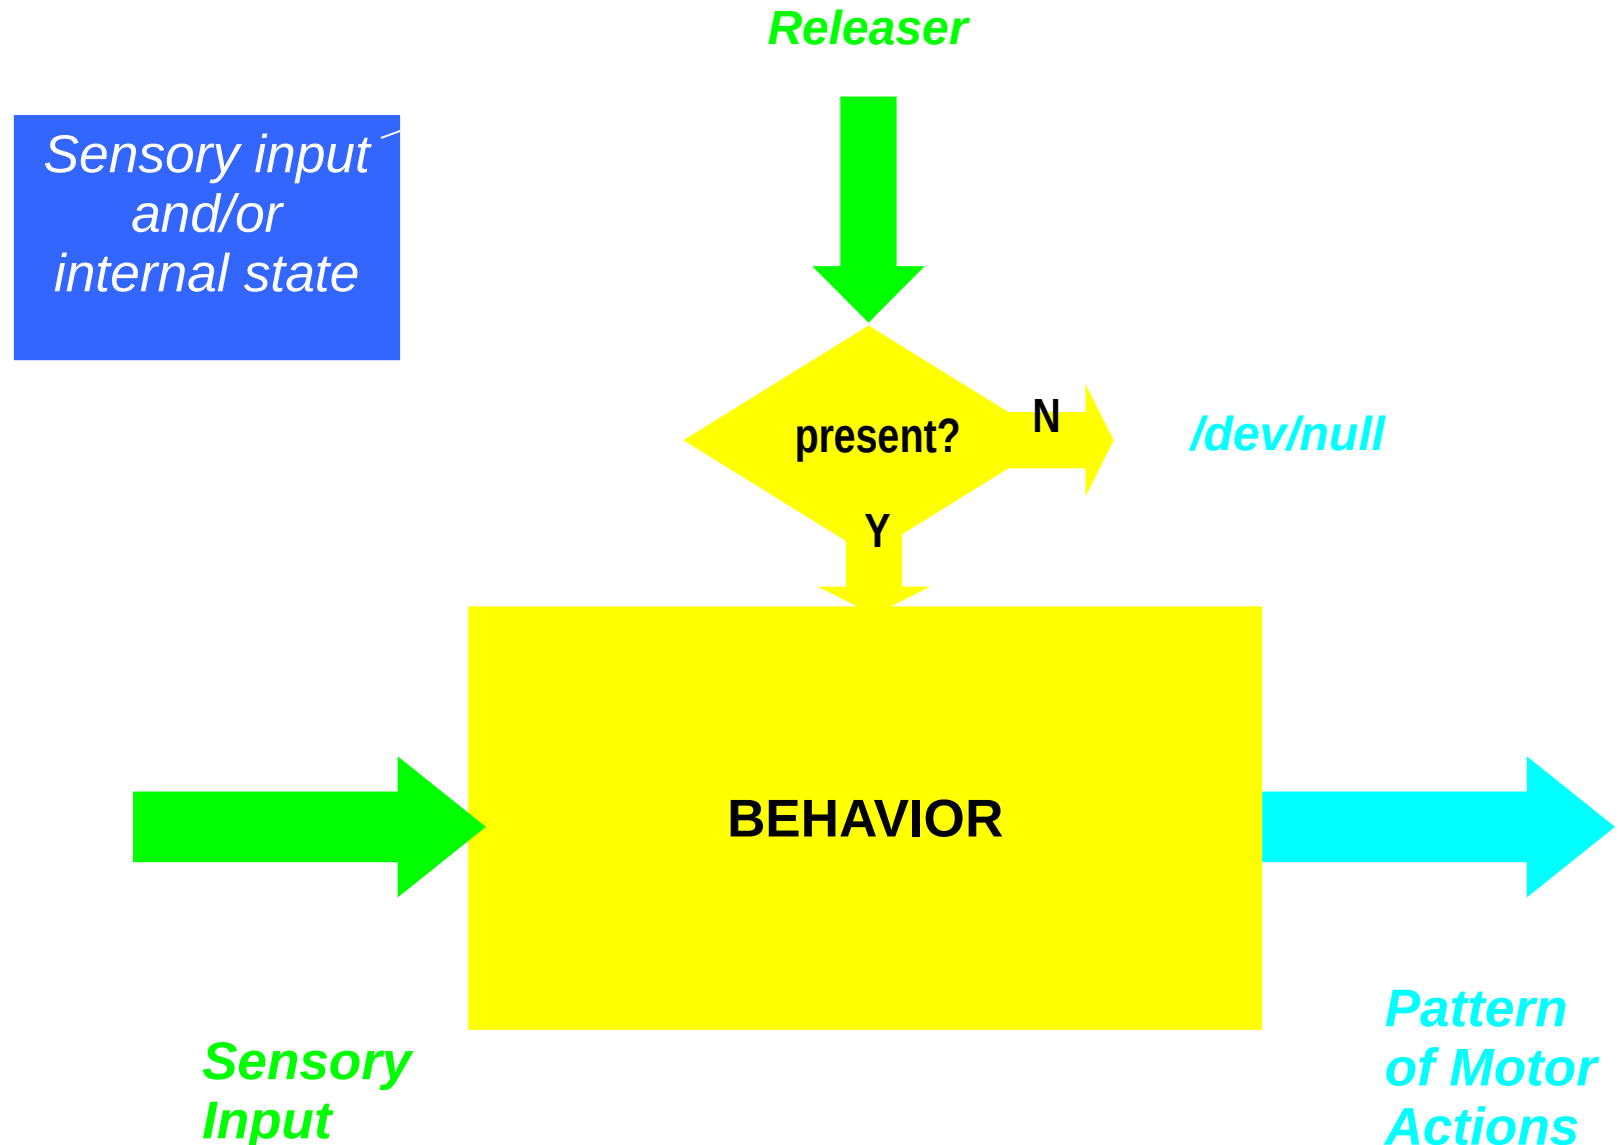 Releaser
Sensory input
and/or
internal state
present?
N
/dev/null
Y
BEHAVIOR
Sensory
Input
Pattern
of Motor
Actions